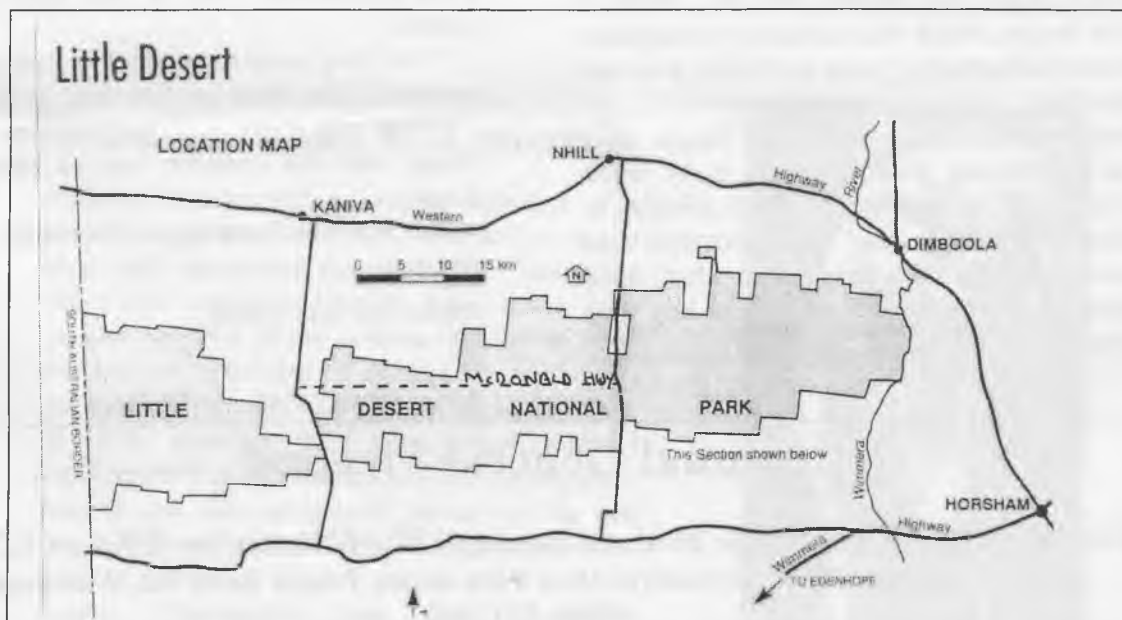 Little Desert
LOCATION MAP
NHILL
Highway
River
KANIVA
Western
DIMBOOLA
0 5 10 15 km
N
SOUTH AUSTRALIAN BORDER
McDONALD HWY
LITTLE DESERT NATIONAL PARK
This Section shown below
Wimmera
HORSHAM
Highway
Wimmera
TO EDENHOPE